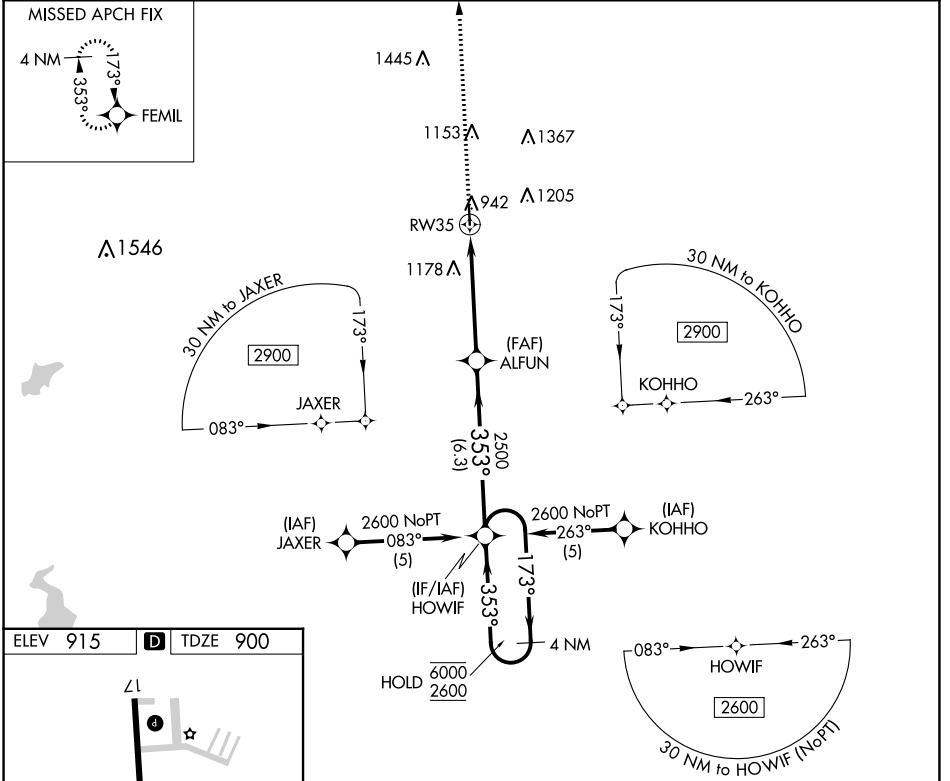 MISSED APCH FIX
4 NM
173°
353°
FEMIL
1445
1153
1367
942
1205
RW35
1546
1178
30 NM to JAXER
173°
2900
JAXER
083°
(FAF)
ALFUN
30 NM to KOHHO
173°
2900
KOHHO
263°
2500
353°
(6.3)
(IAF)
JAXER
2600 NoPT
083°
(5)
2600 NoPT
263°
(5)
(IAF)
KOHHO
(IF/IAF)
HOWIF
353°
173°
4 NM
HOLD 6000
2600
083°
263°
HOWIF
2600
30 NM to HOWIF (NoPT)
ELEV 915 D TDZE 900
17
P